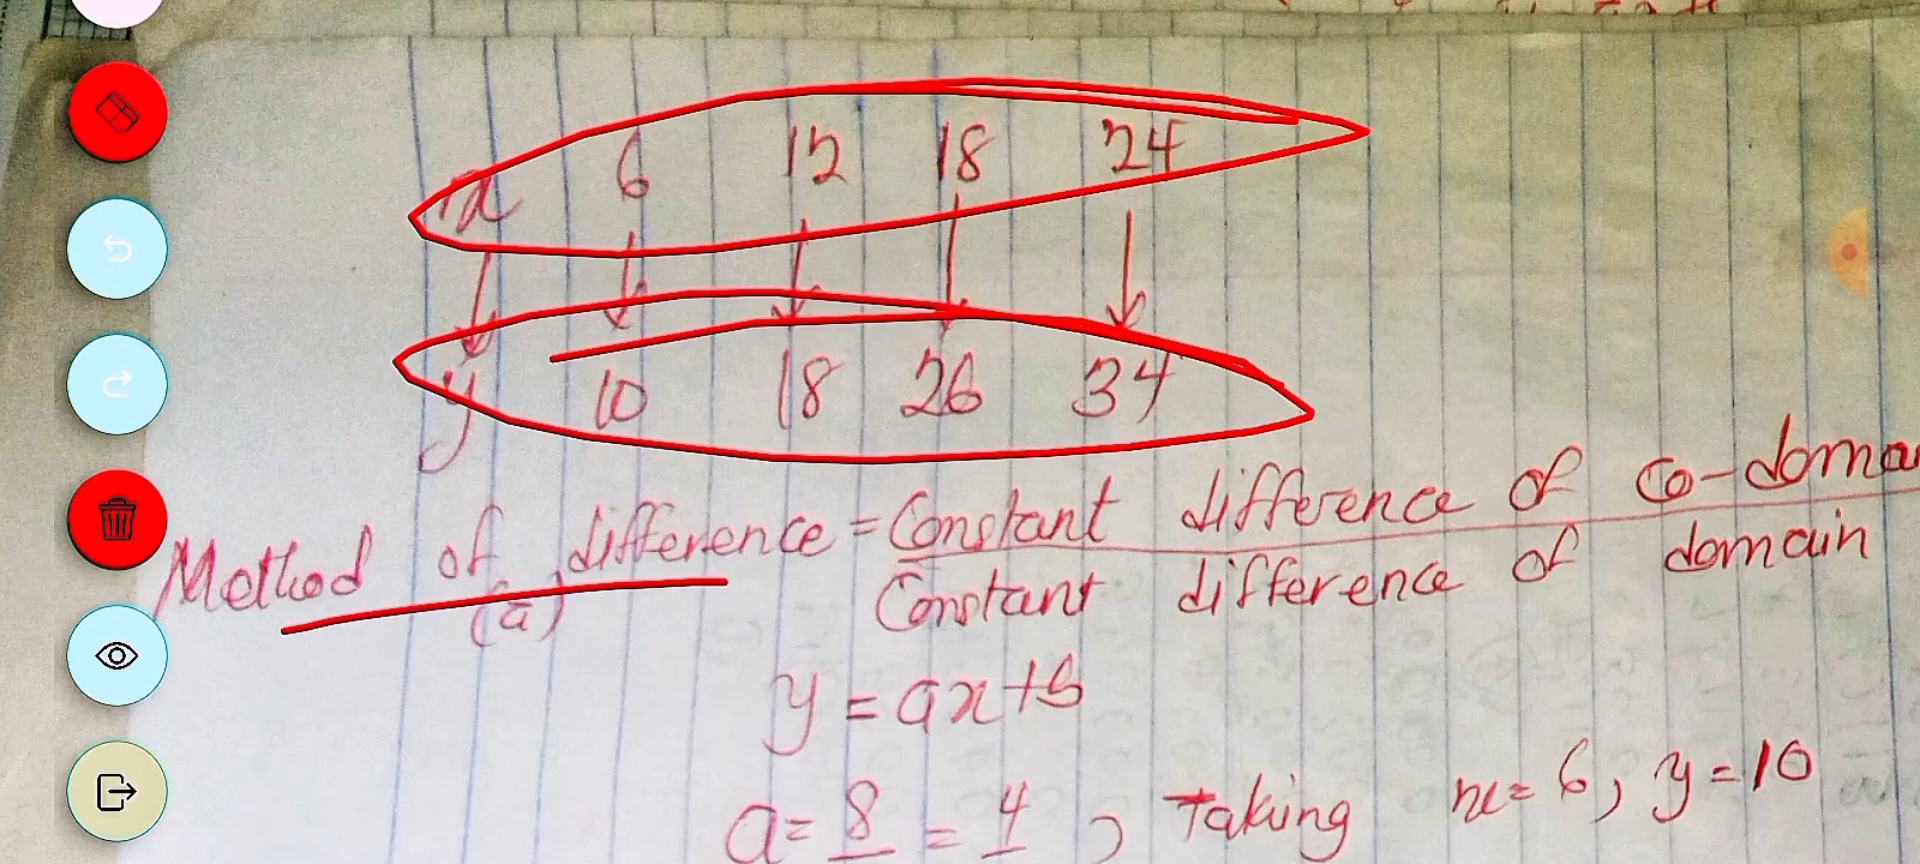 x 6 12 18 24
y 10 18 26 34
Method of difference = Constant difference of Co-domai
(a) Constant difference of domain
y = ax+b
a = 8 = 4 , Taking x = 6, y = 10